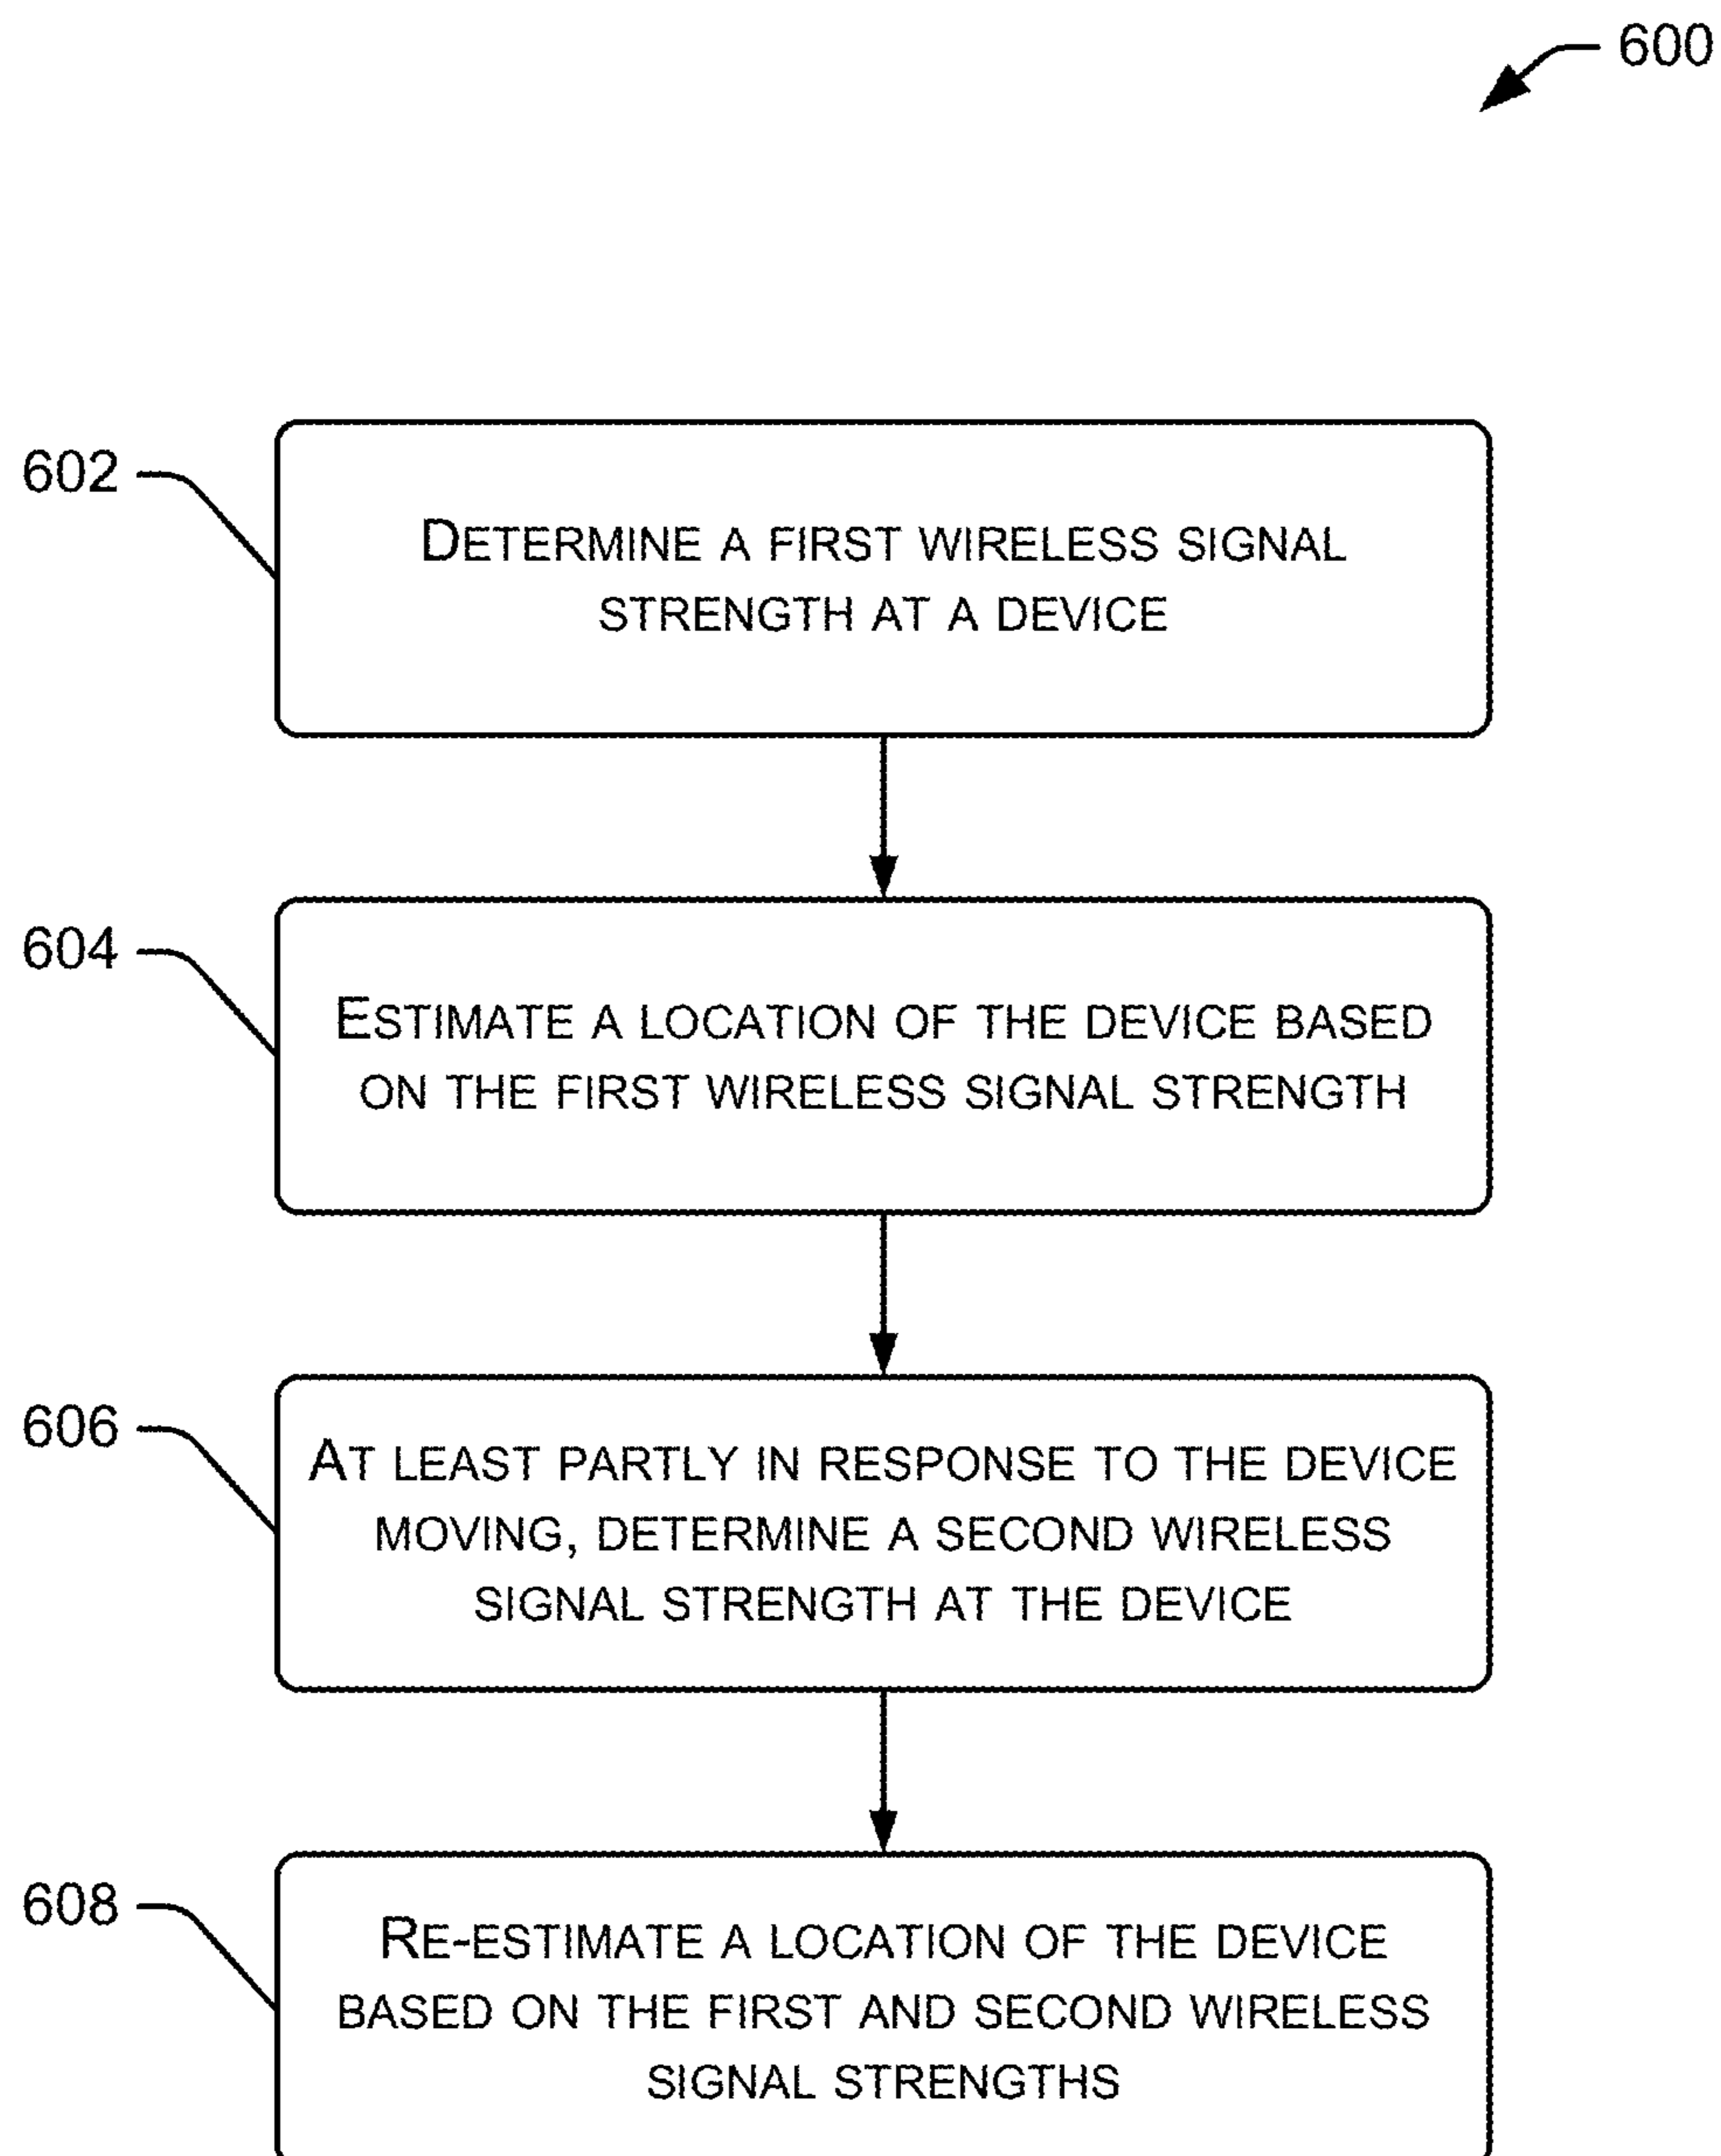 600
602
DETERMINE A FIRST WIRELESS SIGNAL
STRENGTH AT A DEVICE
604
ESTIMATE A LOCATION OF THE DEVICE BASED
ON THE FIRST WIRELESS SIGNAL STRENGTH
606
AT LEAST PARTLY IN RESPONSE TO THE DEVICE
MOVING, DETERMINE A SECOND WIRELESS
SIGNAL STRENGTH AT THE DEVICE
608
RE-ESTIMATE A LOCATION OF THE DEVICE
BASED ON THE FIRST AND SECOND WIRELESS
SIGNAL STRENGTHS